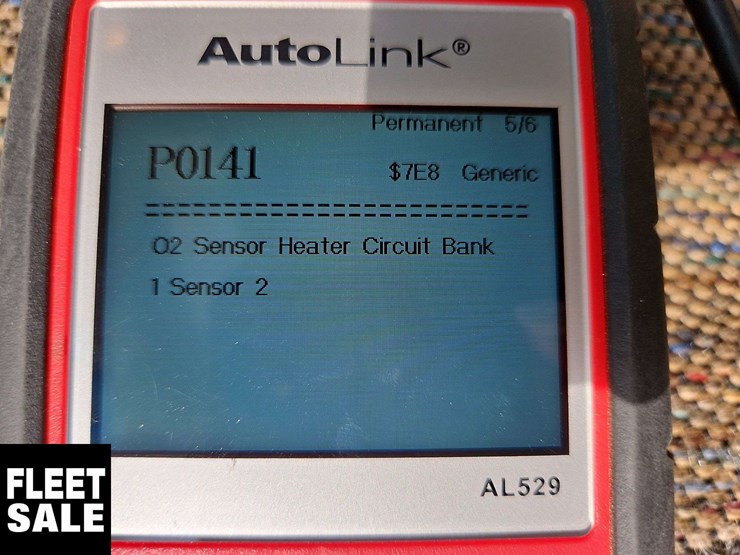 AutoLink®
Permanent 5/6
P0141 $7E8 Generic
O2 Sensor Heater Circuit Bank
1 Sensor 2
AL529
FLEET
SALE